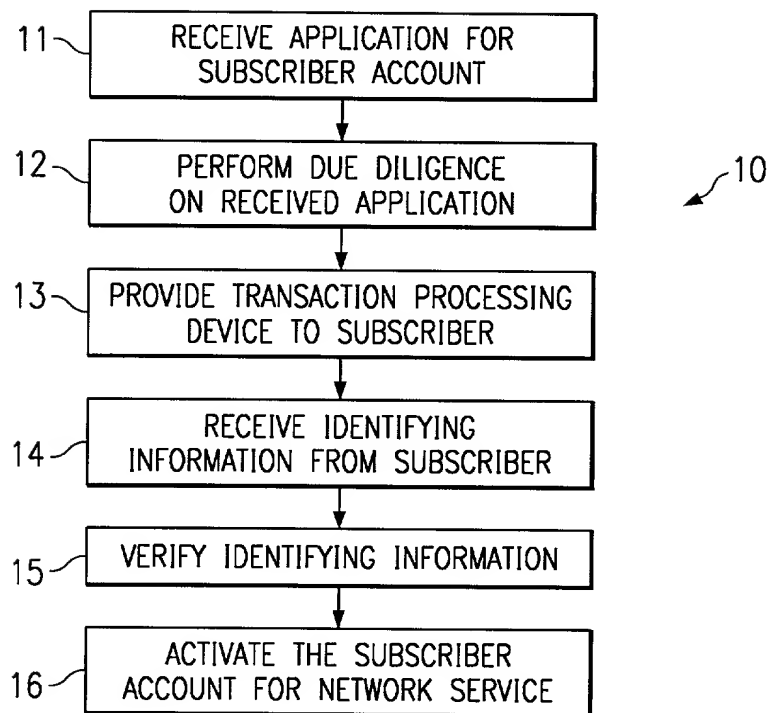 11
RECEIVE APPLICATION FOR
SUBSCRIBER ACCOUNT
12
PERFORM DUE DILIGENCE
ON RECEIVED APPLICATION
10
13
PROVIDE TRANSACTION PROCESSING
DEVICE TO SUBSCRIBER
14
RECEIVE IDENTIFYING
INFORMATION FROM SUBSCRIBER
15
VERIFY IDENTIFYING INFORMATION
16
ACTIVATE THE SUBSCRIBER
ACCOUNT FOR NETWORK SERVICE